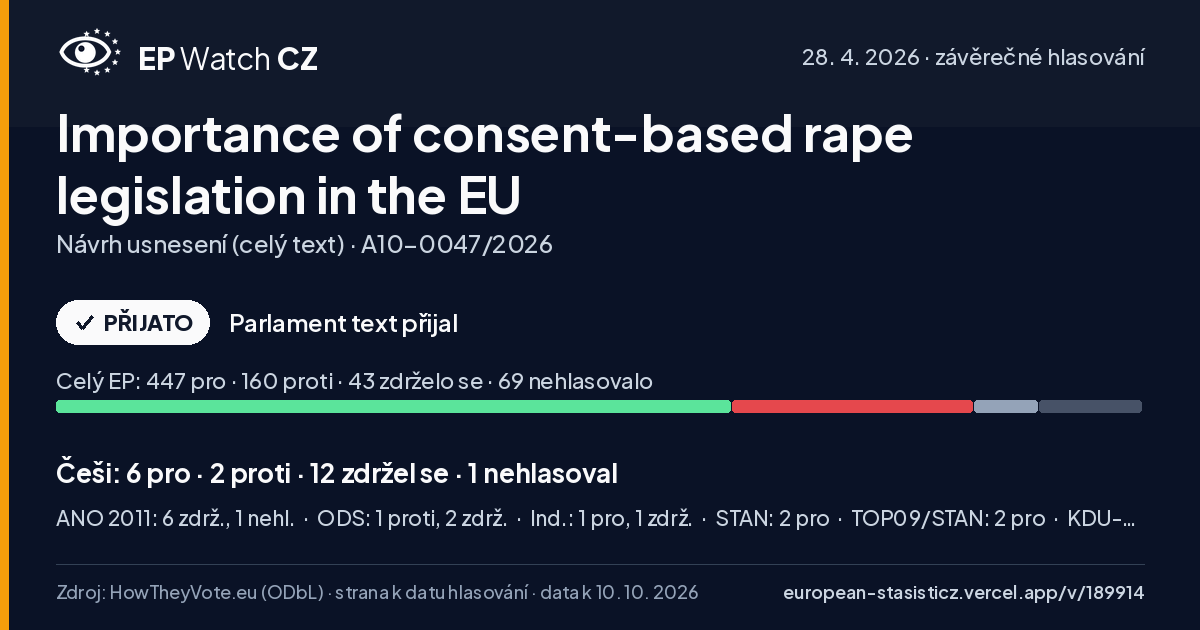 EP Watch CZ
28. 4. 2026 · závěrečné hlasování
Importance of consent-based rape
legislation in the EU
Návrh usnesení (celý text) · A10-0047/2026
✓ PŘIJATO
Parlament text přijal
Celý EP: 447 pro · 160 proti · 43 zdrželo se · 69 nehlasovalo
Češi: 6 pro · 2 proti · 12 zdržel se · 1 nehlasoval
ANO 2011: 6 zdrž., 1 nehl. · ODS: 1 proti, 2 zdrž. · Ind.: 1 pro, 1 zdrž. · STAN: 2 pro · TOP09/STAN: 2 pro · KDU-…
Zdroj: HowTheyVote.eu (ODbL) · strana k datu hlasování · data k 10. 10. 2026
european-stasisticz.vercel.app/v/189914